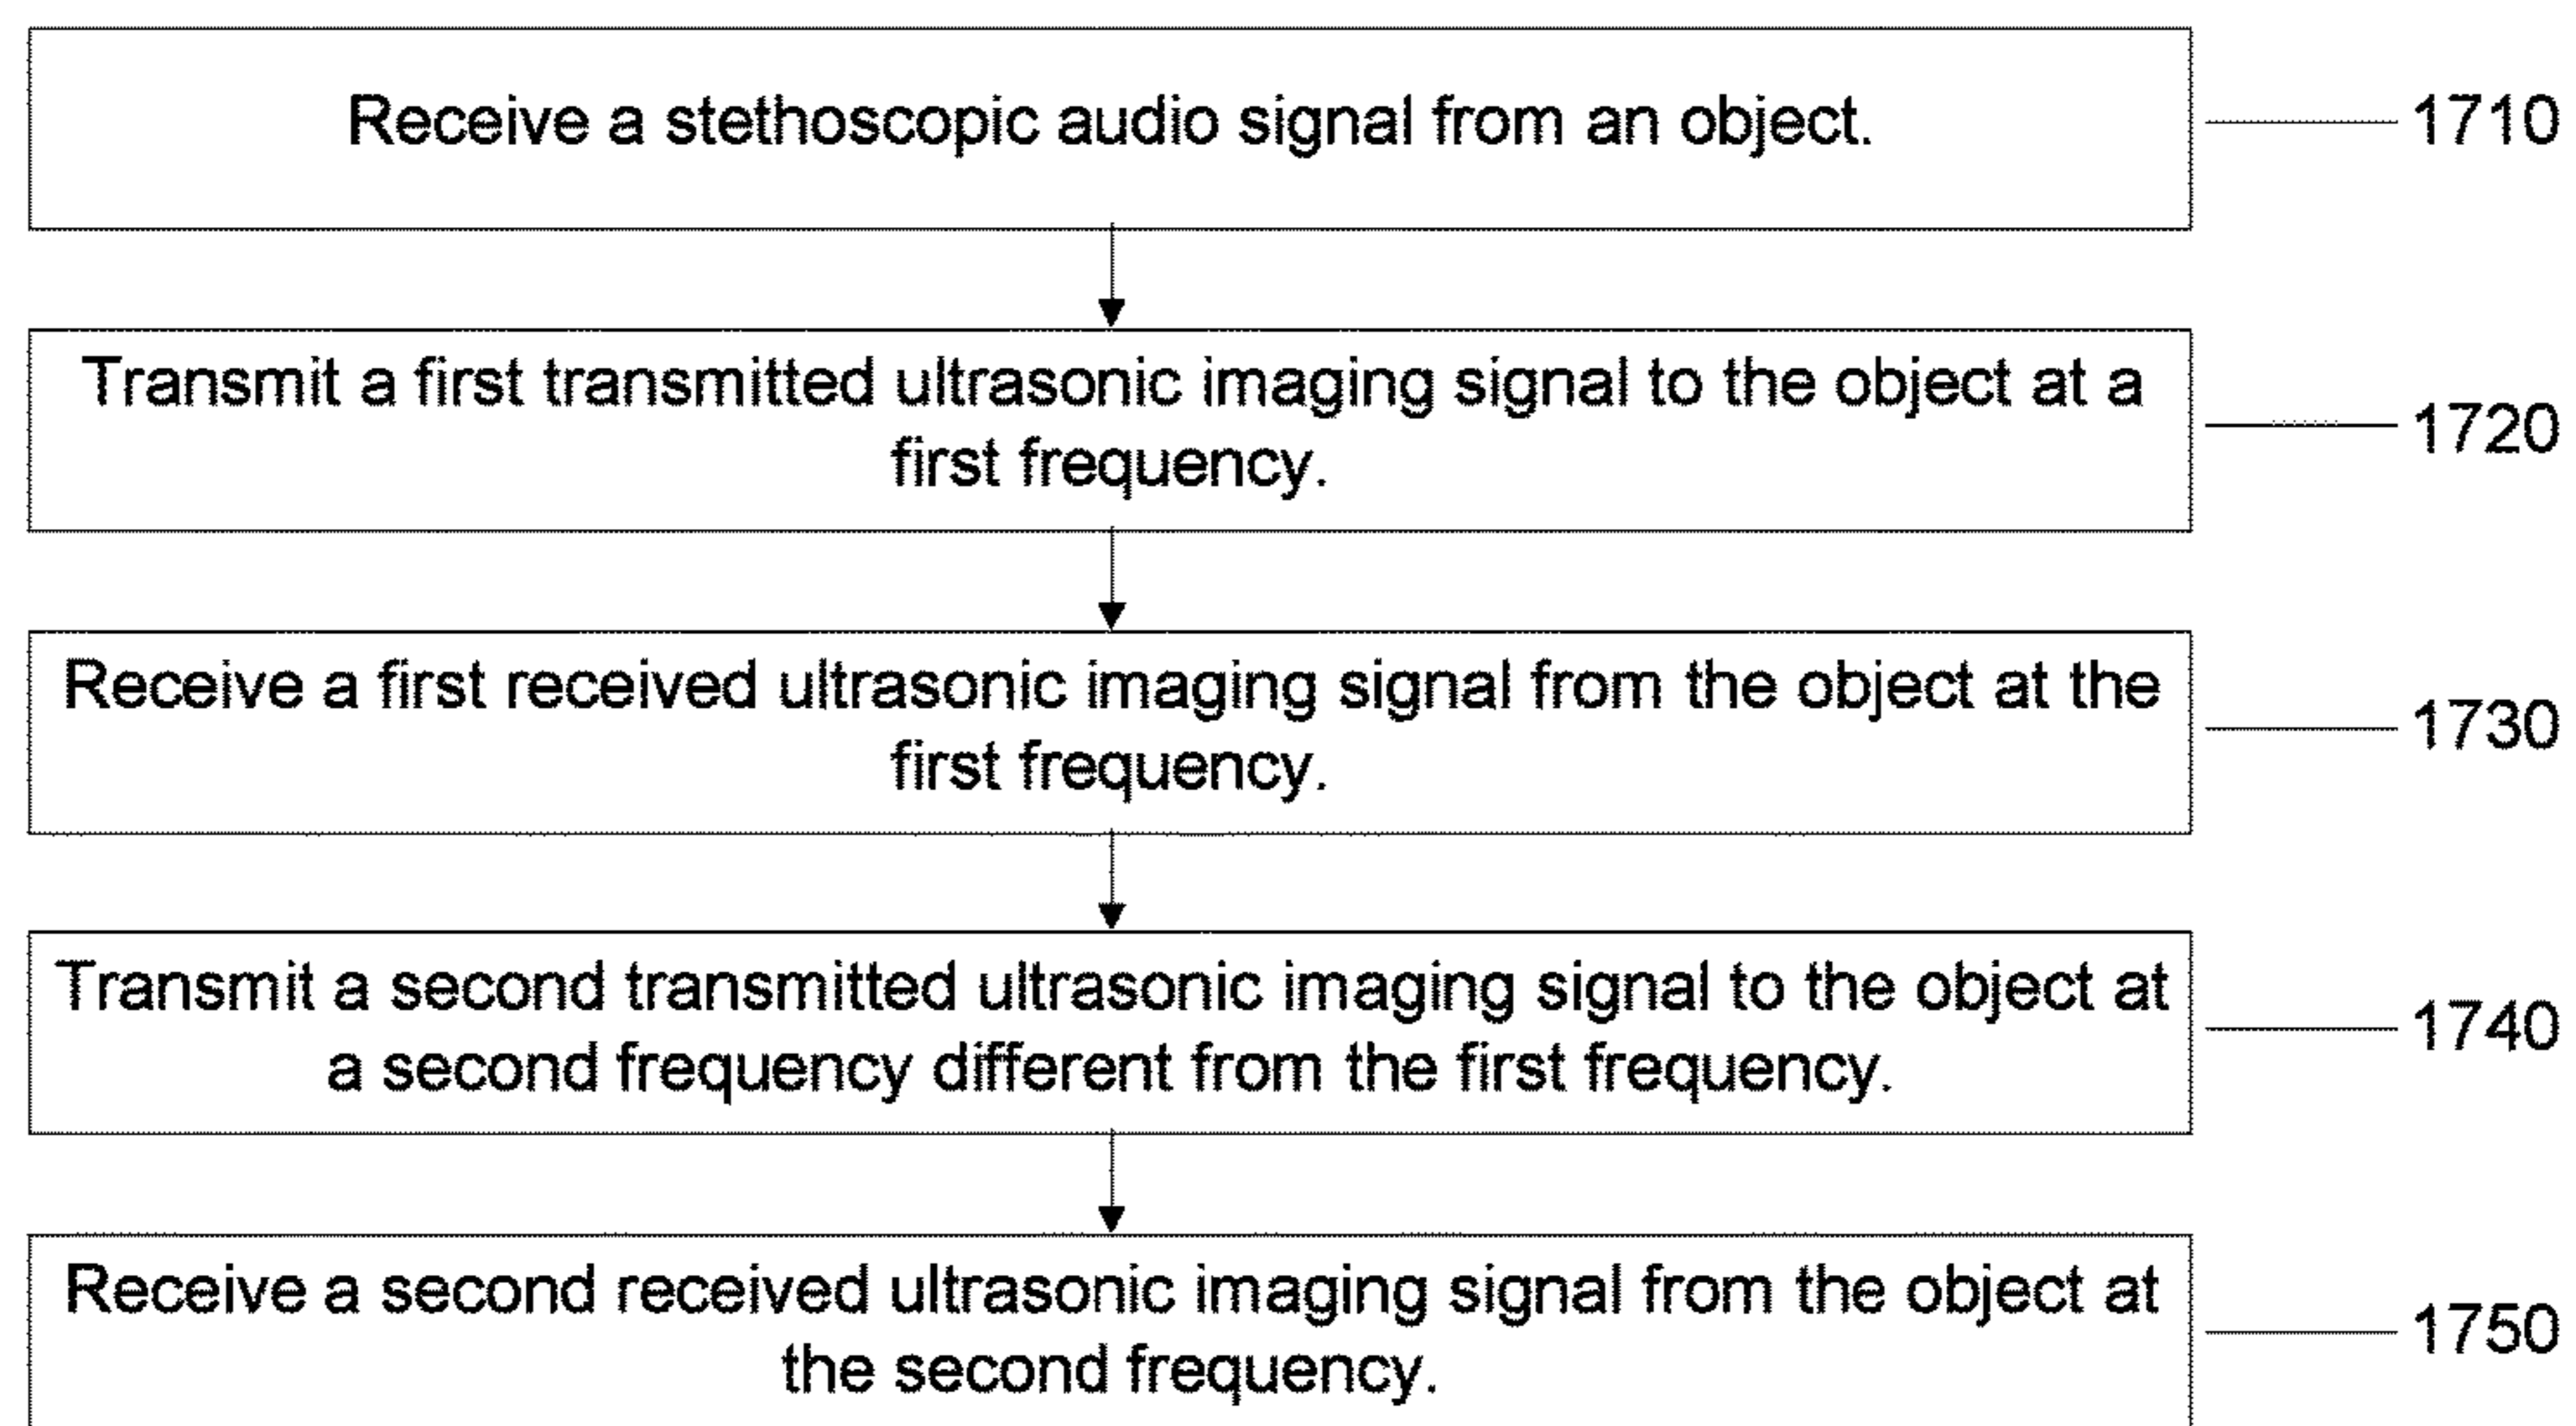 Receive a stethoscopic audio signal from an object.
1710
Transmit a first transmitted ultrasonic imaging signal to the object at a
first frequency.
1720
Receive a first received ultrasonic imaging signal from the object at the
first frequency.
1730
Transmit a second transmitted ultrasonic imaging signal to the object at
a second frequency different from the first frequency.
1740
Receive a second received ultrasonic imaging signal from the object at
the second frequency.
1750